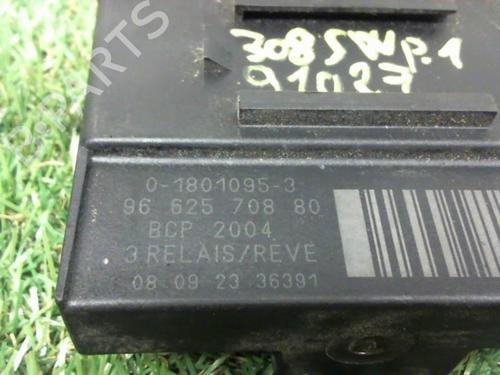 308 SW p.1
91027
0-1801095-3
96 625 708 80
BCP 2004
3 RELAIS/REVE
08 09 23 36391
B-PARTS